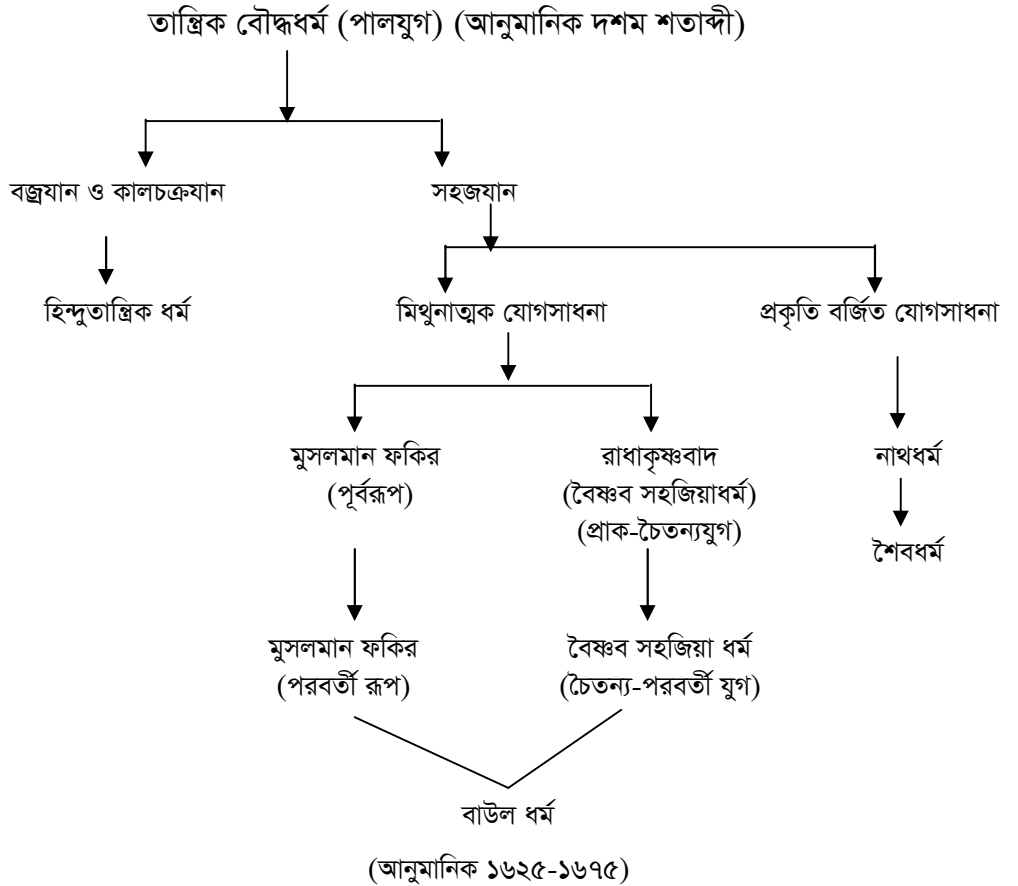 তান্ত্রিক বৌদ্ধধর্ম (পালযুগ) (আনুমানিক দশম শতাব্দী)
বজ্রযান ও কালচক্রযান
সহজযান
হিন্দুতান্ত্রিক ধর্ম
মিথুনাত্মক যোগসাধনা
প্রকৃতি বর্জিত যোগসাধনা
মুসলমান ফকির
(পূর্বরূপ)
রাধাকৃষ্ণবাদ
(বৈষ্ণব সহজিয়াধর্ম)
(প্রাক-চৈতন্যযুগ)
নাথধর্ম
শৈবধর্ম
মুসলমান ফকির
(পরবর্তী রূপ)
বৈষ্ণব সহজিয়া ধর্ম
(চৈতন্য-পরবর্তী যুগ)
বাউল ধর্ম
(আনুমানিক ১৬২৫-১৬৭৫)